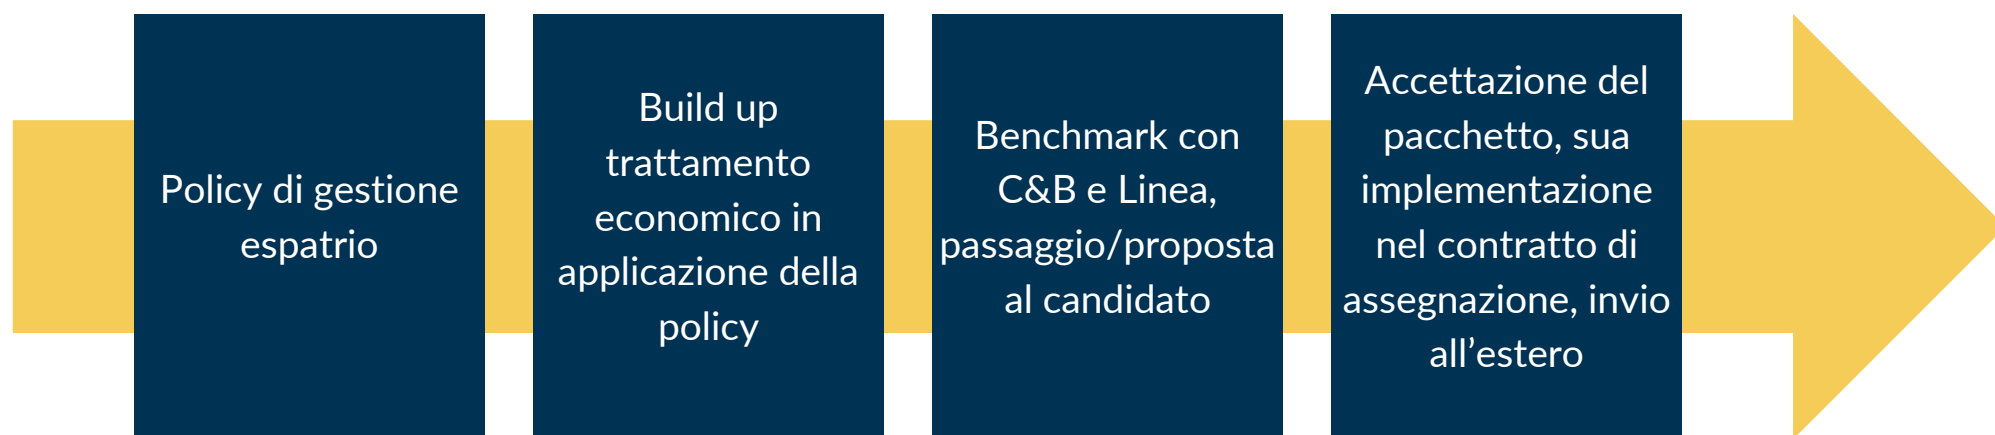 Policy di gestione
espatrio
Build up
trattamento
economico in
applicazione della
policy
Benchmark con
C&B e Linea,
passaggio/proposta
al candidato
Accettazione del
pacchetto, sua
implementazione
nel contratto di
assegnazione, invio
all’estero